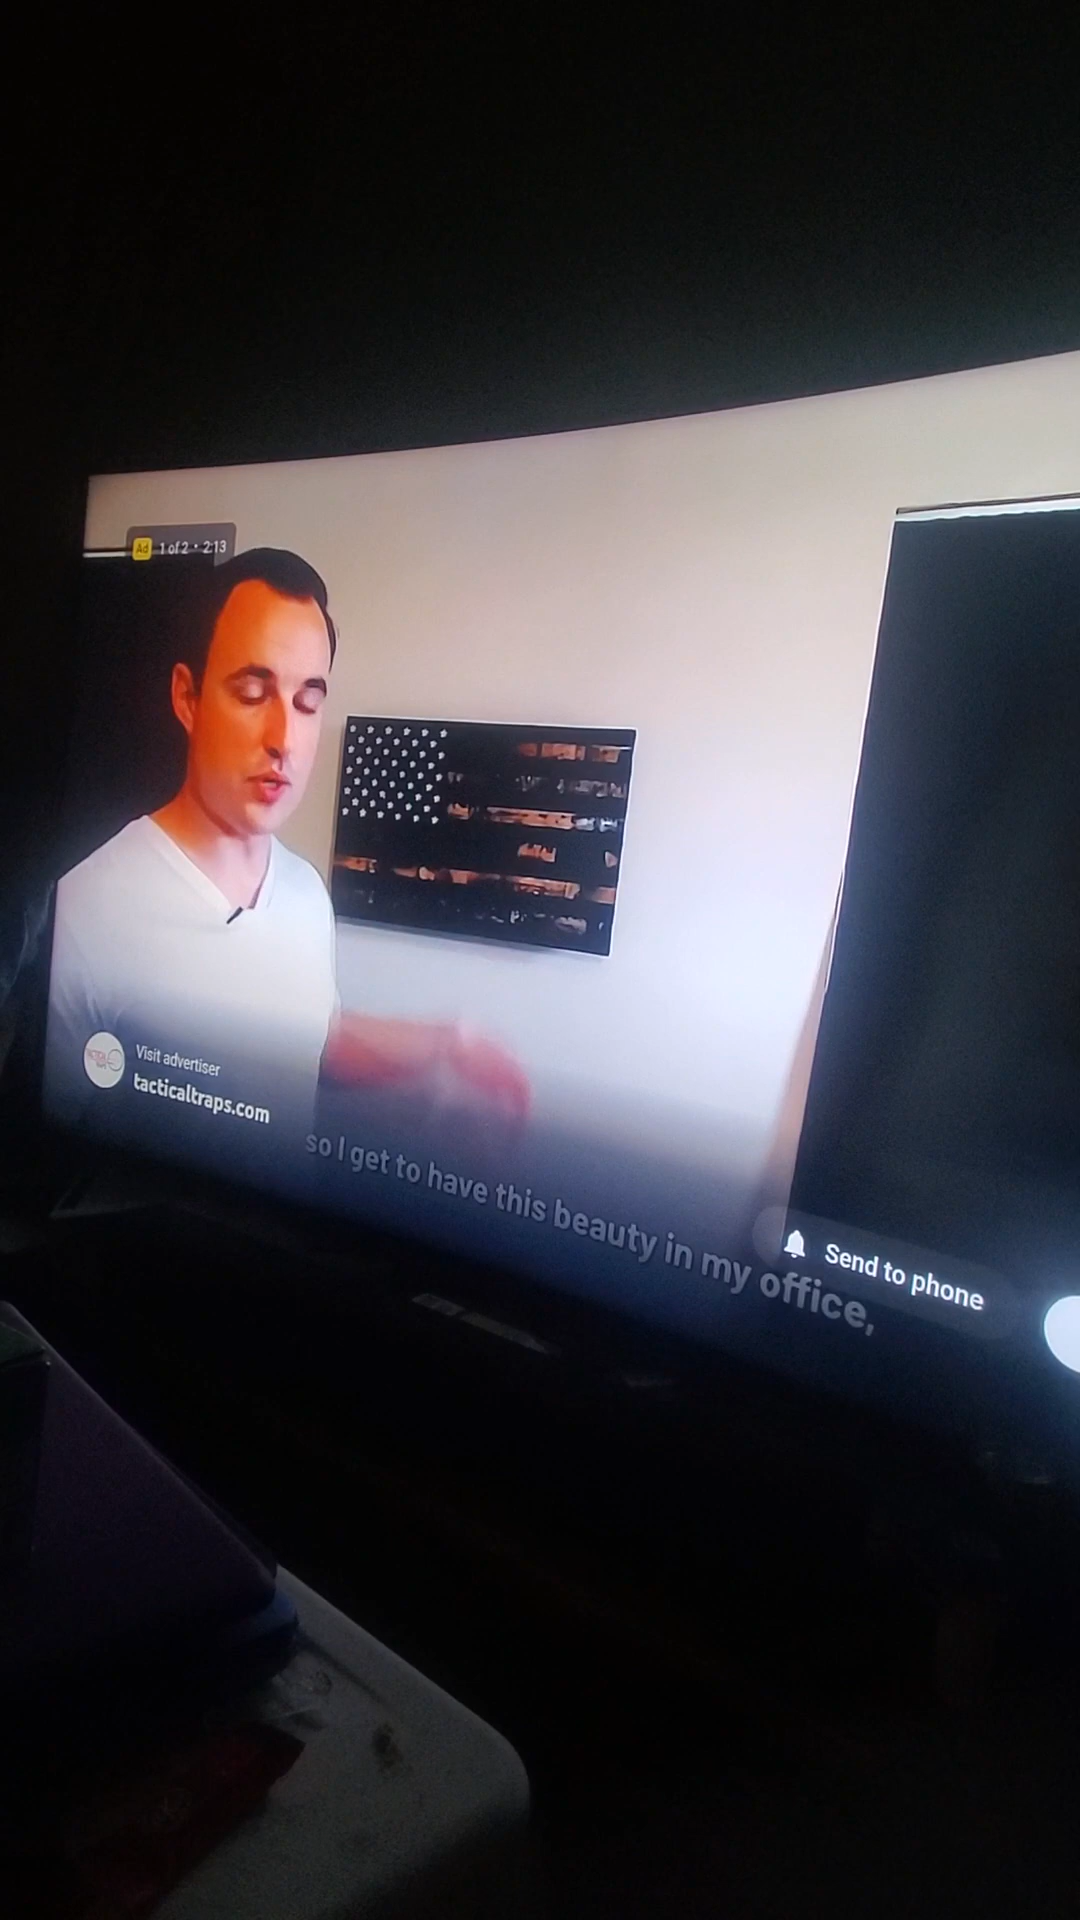 Ad 1 of 2 • 2:13
Visit advertiser
tacticaltraps.com
so I get to have this beauty in my office,
Send to phone